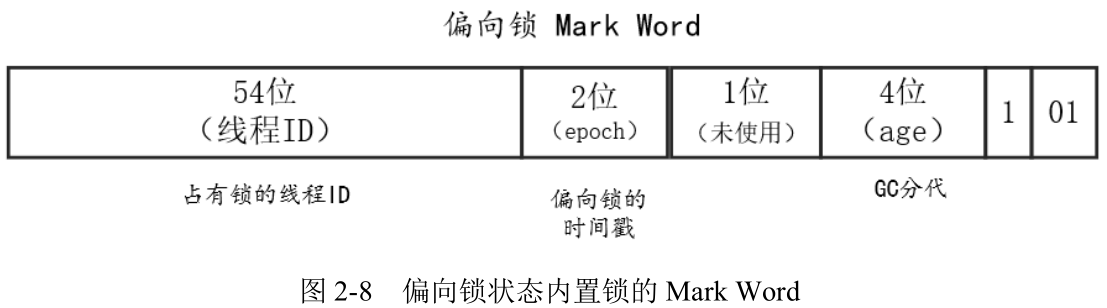 偏向锁 Mark Word
54位
（线程ID）
2位
（epoch）
1位
（未使用）
4位
（age）
1
01
占有锁的线程ID
偏向锁的
时间戳
GC分代
图 2-8 偏向锁状态内置锁的 Mark Word